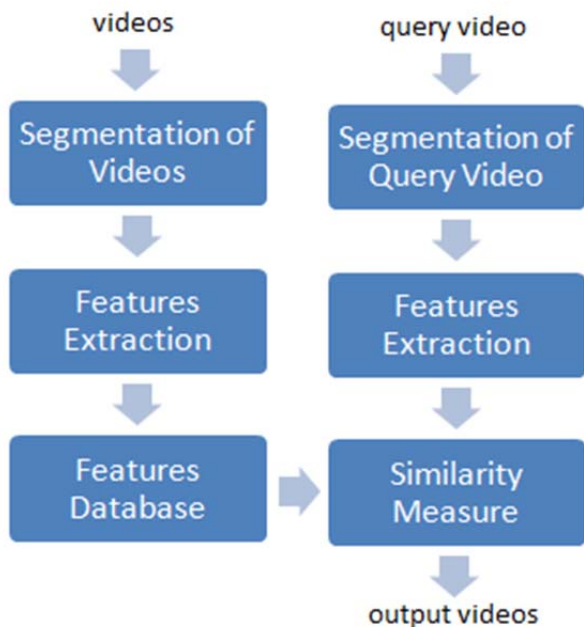 videos
Segmentation of
Videos
Features
Extraction
Features
Database
query video
Segmentation of
Query Video
Features
Extraction
Similarity
Measure
output videos